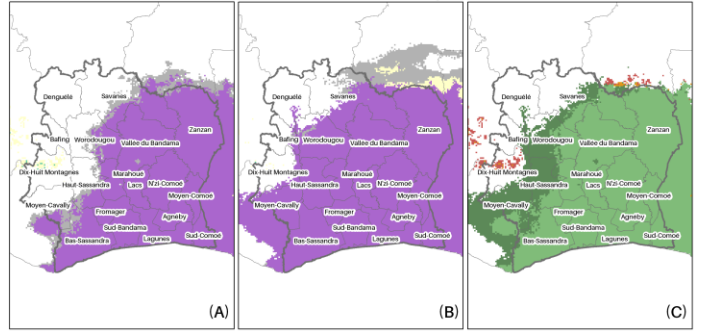 Denguélé
Savanes
Bafing
Worodougou
Zanzan
Vallée du Bandama
Dix-Huit Montagnes
Marahoué
Haut-Sassandra
Lacs
N'zi-Comoé
Moyen-Comoé
Moyen-Cavally
Fromager
Agneby
Sud-Bandama
Bas-Sassandra
Lagunes
Sud-Comoé
(A)
Denguélé
Savanes
Bafing
Worodougou
Zanzan
Vallée du Bandama
Dix-Huit Montagnes
Marahoué
Haut-Sassandra
Lacs
N'zi-Comoé
Moyen-Comoé
Moyen-Cavally
Fromager
Agneby
Sud-Bandama
Bas-Sassandra
Lagunes
Sud-Comoé
(B)
Denguélé
Savanes
Bafing
Worodougou
Zanzan
Vallée du Bandama
Dix-Huit Montagnes
Marahoué
Haut-Sassandra
Lacs
N'zi-Comoé
Moyen-Comoé
Moyen-Cavally
Fromager
Agneby
Sud-Bandama
Bas-Sassandra
Lagunes
Sud-Comoé
(C)